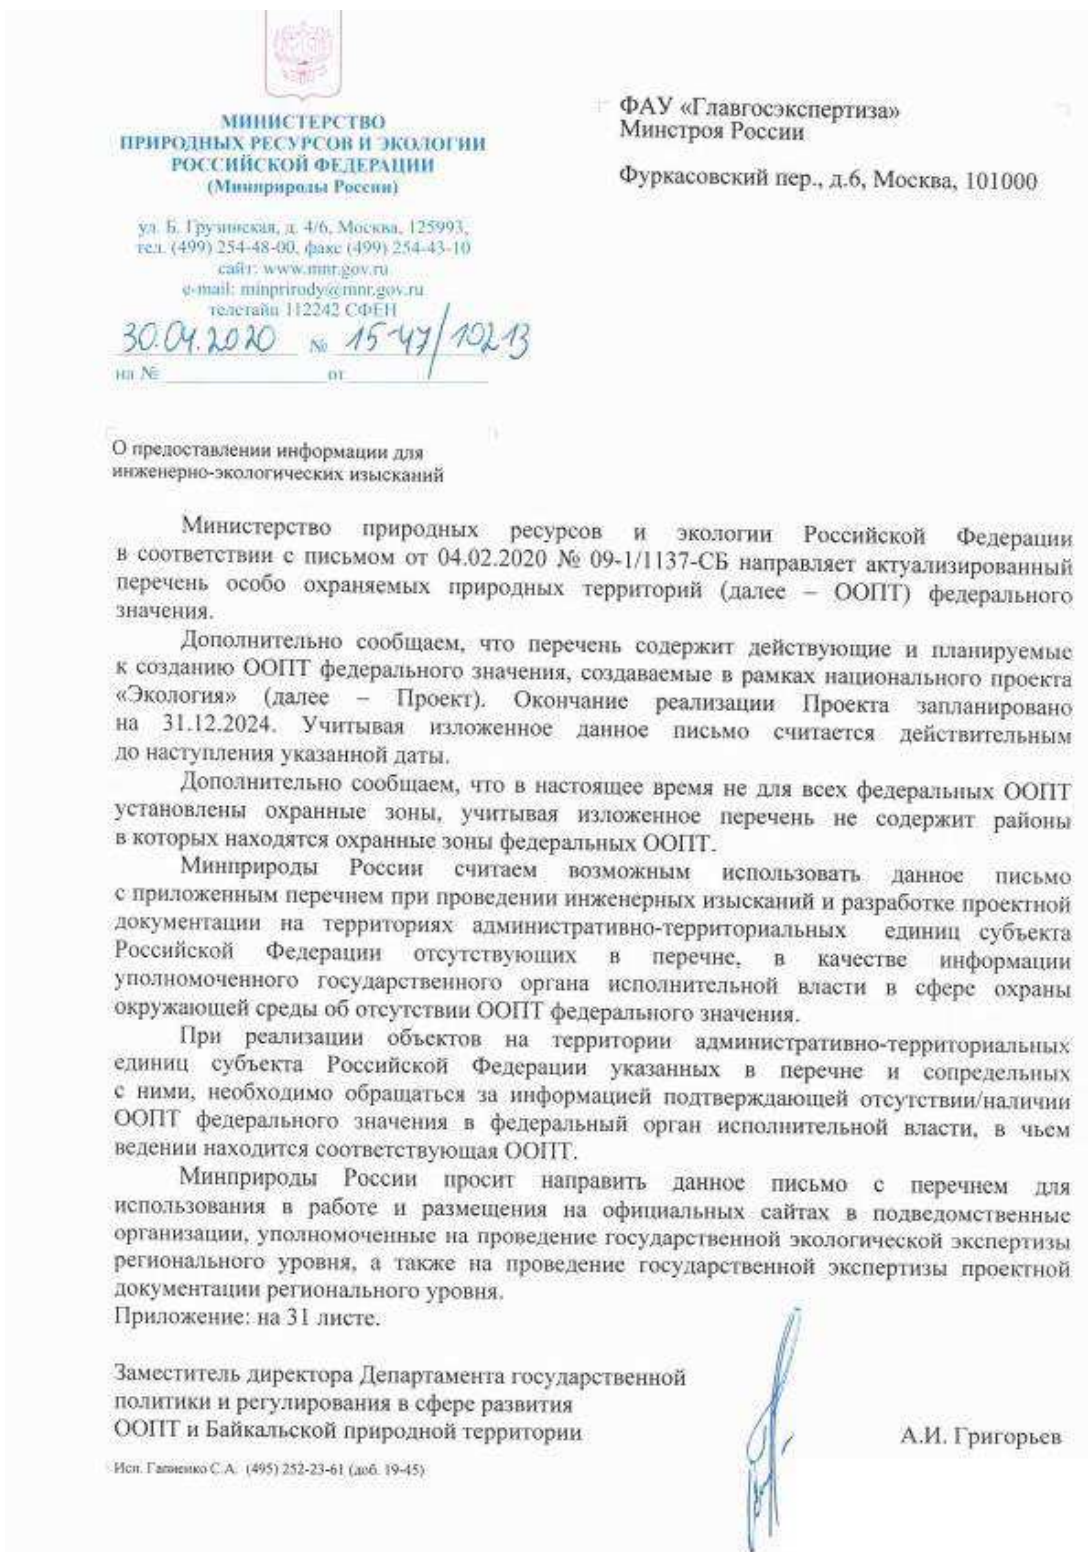 МИНИСТЕРСТВО
ПРИРОДНЫХ РЕСУРСОВ И ЭКОЛОГИИ
РОССИЙСКОЙ ФЕДЕРАЦИИ
(Минприроды России)
ул. Б. Грузинская, д. 4/6, Москва, 125993,
тел. (499) 254-48-00, факс (499) 254-43-10
сайт: www.mnr.gov.ru
e-mail: minprirody@mnr.gov.ru
телетайп 112242 СФЕН
30.04.2020 № 15-47/10213
на № от
ФАУ «Главгосэкспертиза»
Минстроя России
Фуркасовский пер., д.6, Москва, 101000
О предоставлении информации для
инженерно-экологических изысканий
Министерство природных ресурсов и экологии Российской Федерации
в соответствии с письмом от 04.02.2020 № 09-1/1137-СБ направляет актуализированный
перечень особо охраняемых природных территорий (далее – ООПТ) федерального
значения.
Дополнительно сообщаем, что перечень содержит действующие и планируемые
к созданию ООПТ федерального значения, создаваемые в рамках национального проекта
«Экология» (далее – Проект). Окончание реализации Проекта запланировано
на 31.12.2024. Учитывая изложенное данное письмо считается действительным
до наступления указанной даты.
Дополнительно сообщаем, что в настоящее время не для всех федеральных ООПТ
установлены охранные зоны, учитывая изложенное перечень не содержит районы
в которых находятся охранные зоны федеральных ООПТ.
Минприроды России считаем возможным использовать данное письмо
с приложенным перечнем при проведении инженерных изысканий и разработке проектной
документации на территориях административно-территориальных единиц субъекта
Российской Федерации отсутствующих в перечне, в качестве информации
уполномоченного государственного органа исполнительной власти в сфере охраны
окружающей среды об отсутствии ООПТ федерального значения.
При реализации объектов на территории административно-территориальных
единиц субъекта Российской Федерации указанных в перечне и сопредельных
с ними, необходимо обращаться за информацией подтверждающей отсутствии/наличии
ООПТ федерального значения в федеральный орган исполнительной власти, в чьем
ведении находится соответствующая ООПТ.
Минприроды России просит направить данное письмо с перечнем для
использования в работе и размещения на официальных сайтах в подведомственные
организации, уполномоченные на проведение государственной экологической экспертизы
регионального уровня, а также на проведение государственной экспертизы проектной
документации регионального уровня.
Приложение: на 31 листе.
Заместитель директора Департамента государственной
политики и регулирования в сфере развития
ООПТ и Байкальской природной территории
А.И. Григорьев
Исп. Гапиенко С.А. (495) 252-23-61 (доб. 19-45)